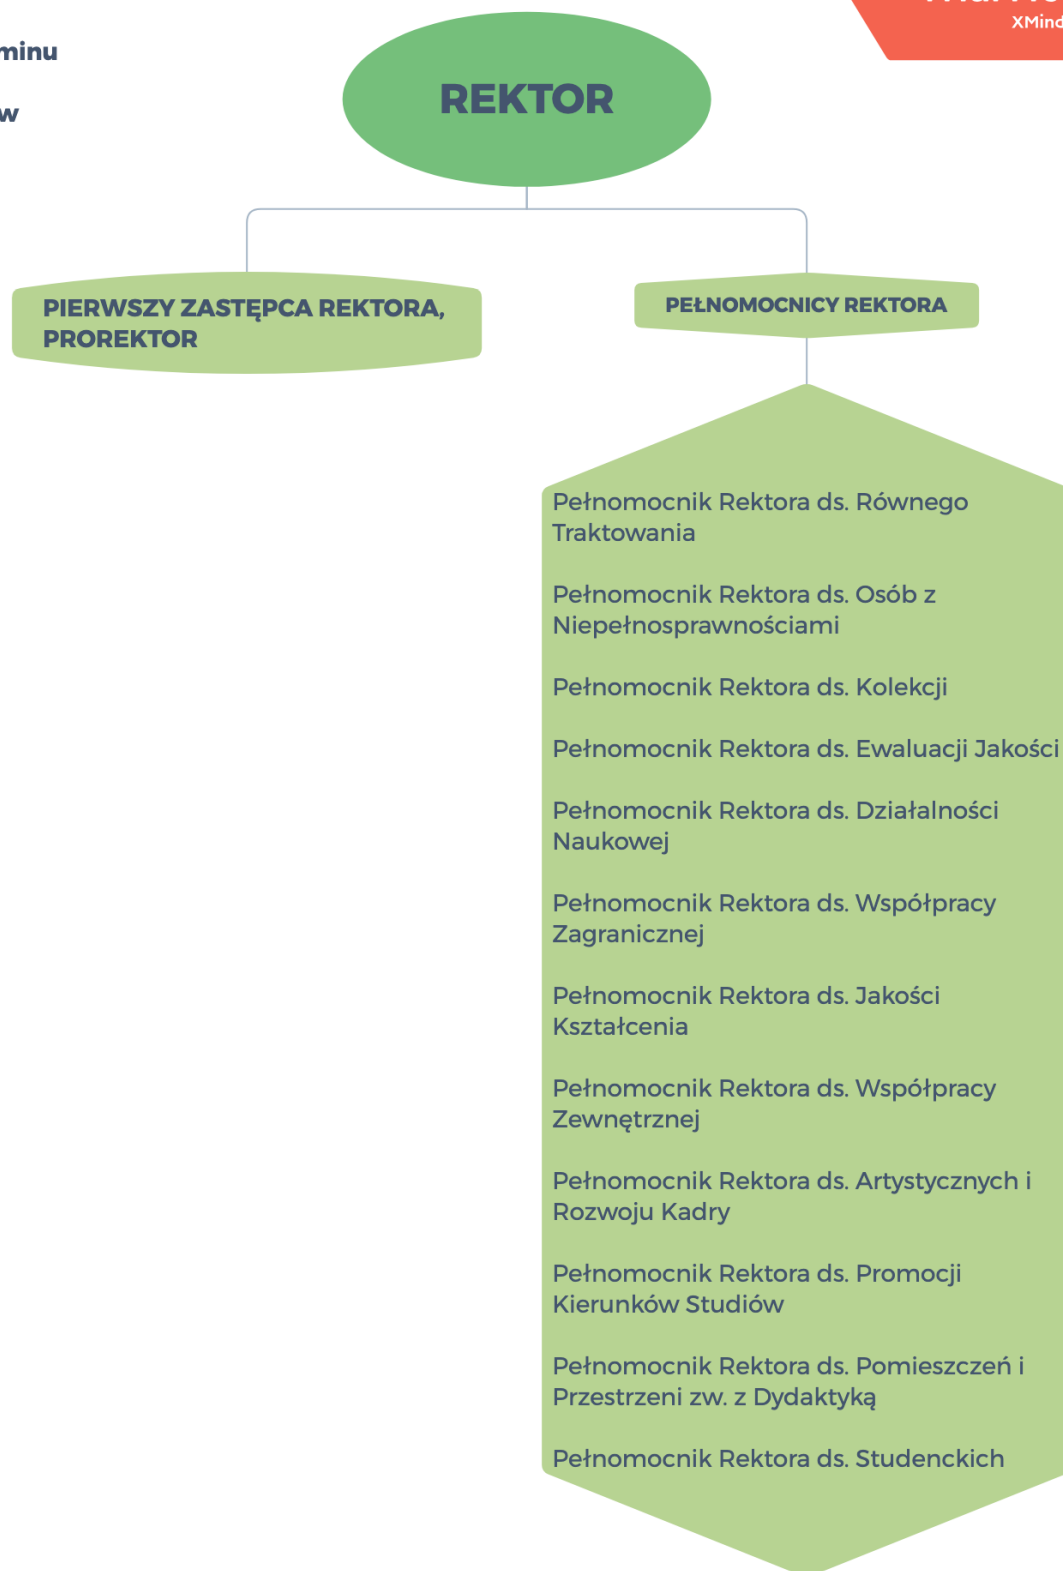 REKTOR
PIERWSZY ZASTĘPCA REKTORA,
PROREKTOR
PEŁNOMOCNICY REKTORA
Pełnomocnik Rektora ds. Równego
Traktowania
Pełnomocnik Rektora ds. Osób z
Niepełnosprawnościami
Pełnomocnik Rektora ds. Kolekcji
Pełnomocnik Rektora ds. Ewaluacji Jakości
Pełnomocnik Rektora ds. Działalności
Naukowej
Pełnomocnik Rektora ds. Współpracy
Zagranicznej
Pełnomocnik Rektora ds. Jakości
Kształcenia
Pełnomocnik Rektora ds. Współpracy
Zewnętrznej
Pełnomocnik Rektora ds. Artystycznych i
Rozwoju Kadry
Pełnomocnik Rektora ds. Promocji
Kierunków Studiów
Pełnomocnik Rektora ds. Pomieszczeń i
Przestrzeni zw. z Dydaktyką
Pełnomocnik Rektora ds. Studenckich